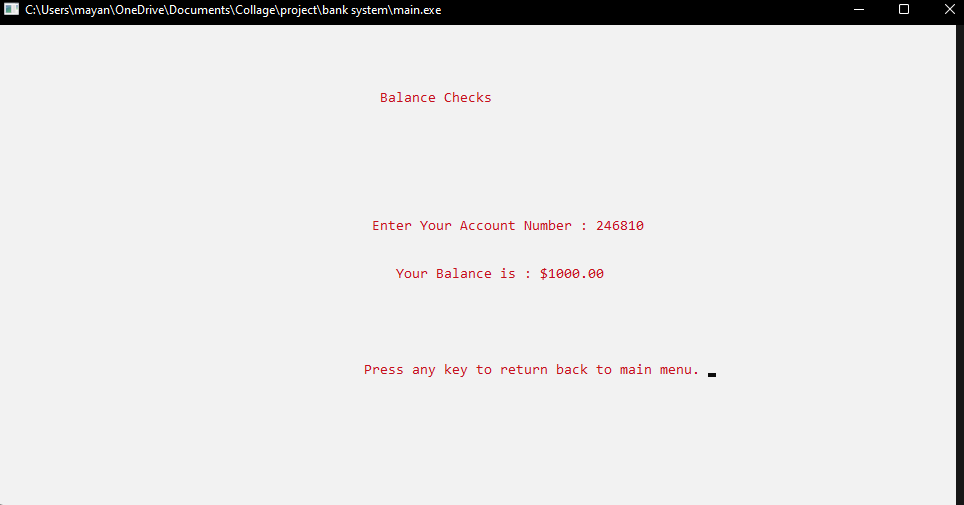 C:\Users\mayan\OneDrive\Documents\Collage\project\bank system\main.exe
Balance Checks
Enter Your Account Number : 246810
Your Balance is : $1000.00
Press any key to return back to main menu.